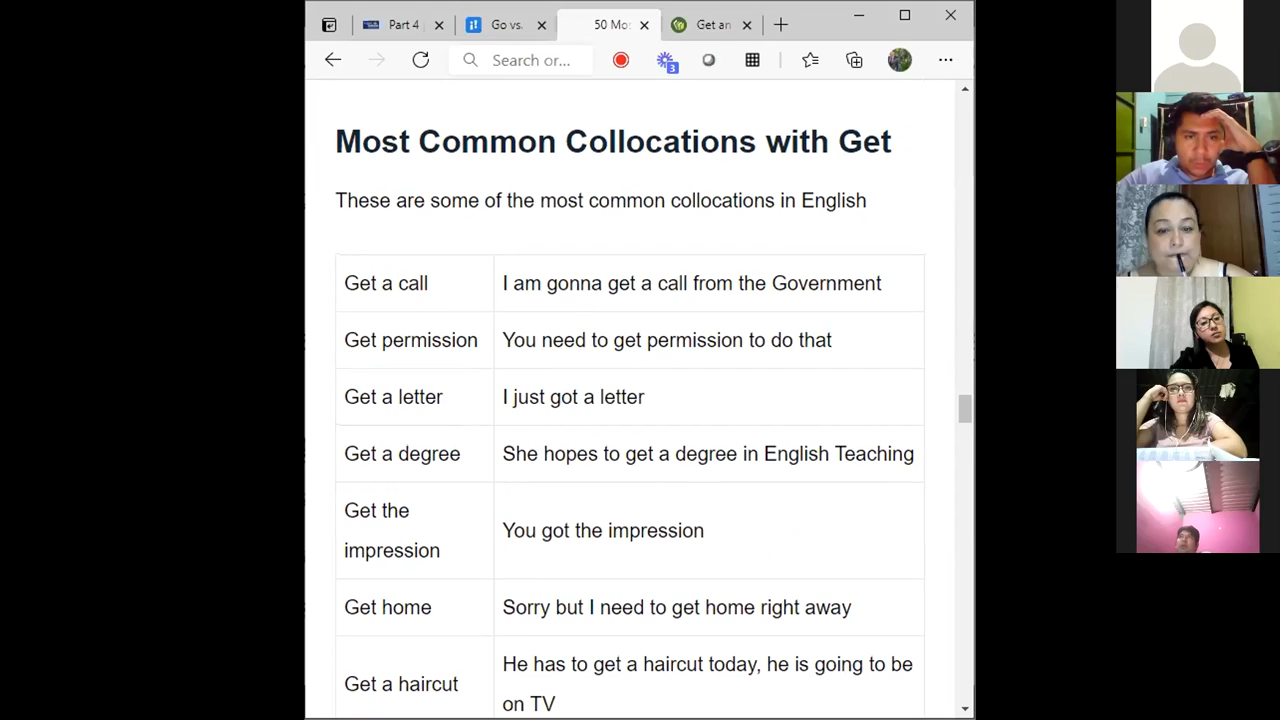 Part 4
Go vs.
50 Mo
Get an
Search or...
3
Most Common Collocations with Get
These are some of the most common collocations in English
Get a call
I am gonna get a call from the Government
Get permission
You need to get permission to do that
Get a letter
I just got a letter
Get a degree
She hopes to get a degree in English Teaching
Get the
impression
You got the impression
Get home
Sorry but I need to get home right away
Get a haircut
He has to get a haircut today, he is going to be
on TV